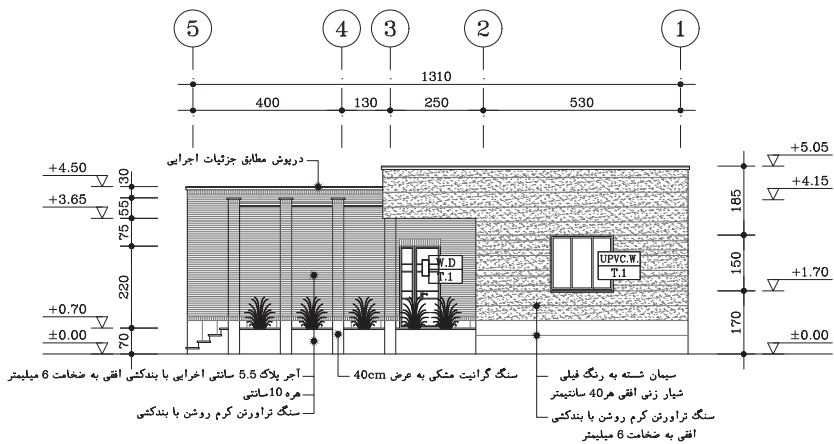 5 4 3 2 1
1310
400 130 250 530
درپوش مطابق جزئیات اجرایی
+4.50
+3.65
+0.70
±0.00
30
55
75
220
70
+5.05
+4.15
+1.70
±0.00
185
150
170
W.D
T.1
UPVC.W.
T.1
آجر پلاک 5.5 سانتی اخرایی با بندکشی افقی به ضخامت 6 میلیمتر
هره 10سانتی
سنگ تراورتن کرم روشن با بندکشی
سنگ گرانیت مشکی به عرض 40cm
سیمان شسته به رنگ فیلی
شیار زنی افقی هر40 سانتیمتر
سنگ تراورتن کرم روشن با بندکشی
افقی به ضخامت 6 میلیمتر